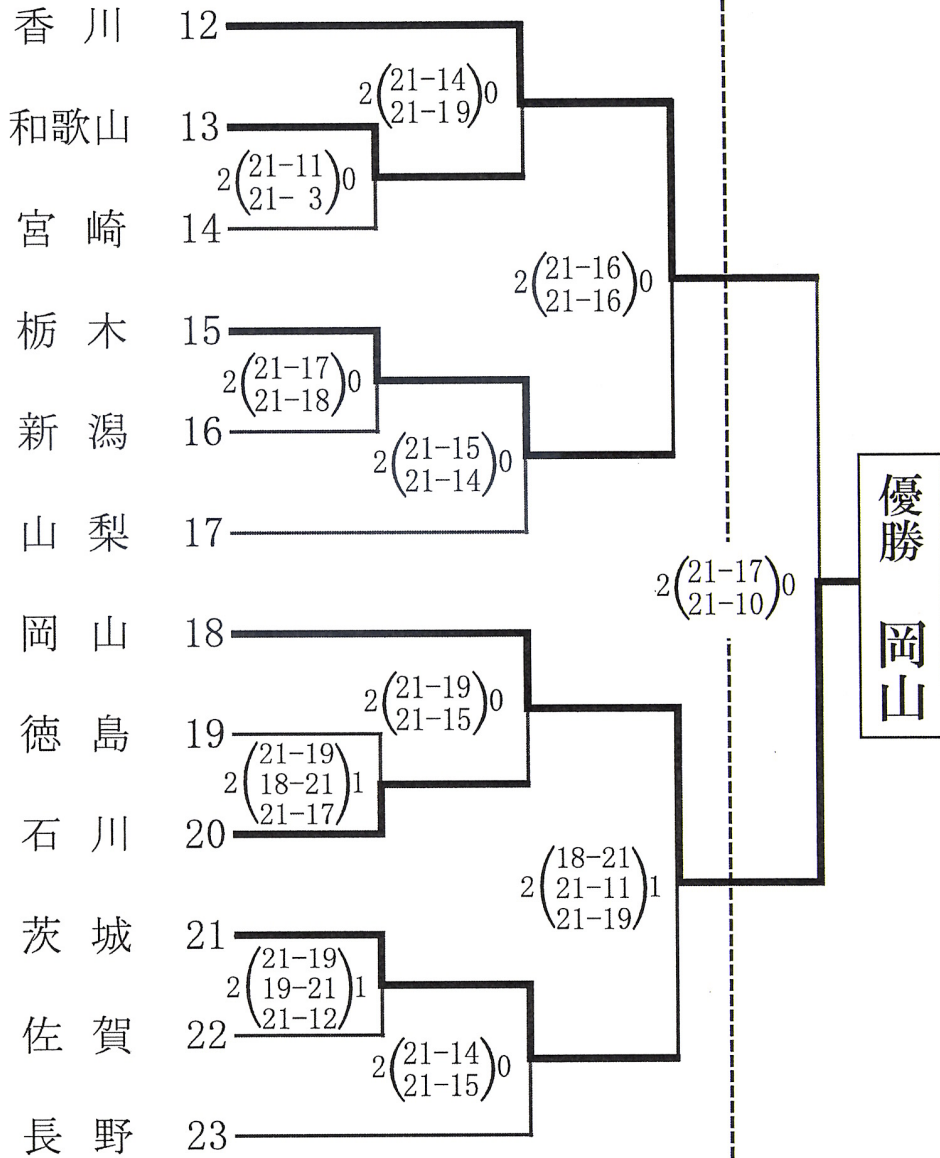 香川 12
2(21-14 21-19)0
和歌山 13
2(21-11 21- 3)0
宮崎 14
2(21-16 21-16)0
栃木 15
2(21-17 21-18)0
新潟 16
2(21-15 21-14)0
山梨 17
優勝 岡山
2(21-17 21-10)0
岡山 18
2(21-19 21-15)0
徳島 19
2(21-19 18-21 21-17)1
石川 20
2(18-21 21-11 21-19)1
茨城 21
2(21-19 19-21 21-12)1
佐賀 22
2(21-14 21-15)0
長野 23